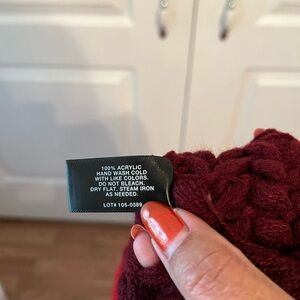 100% ACRYLIC
HAND WASH COLD
WITH LIKE COLORS.
DO NOT BLEACH.
DRY FLAT. STEAM IRON
AS NEEDED.
LOT# 105-0389